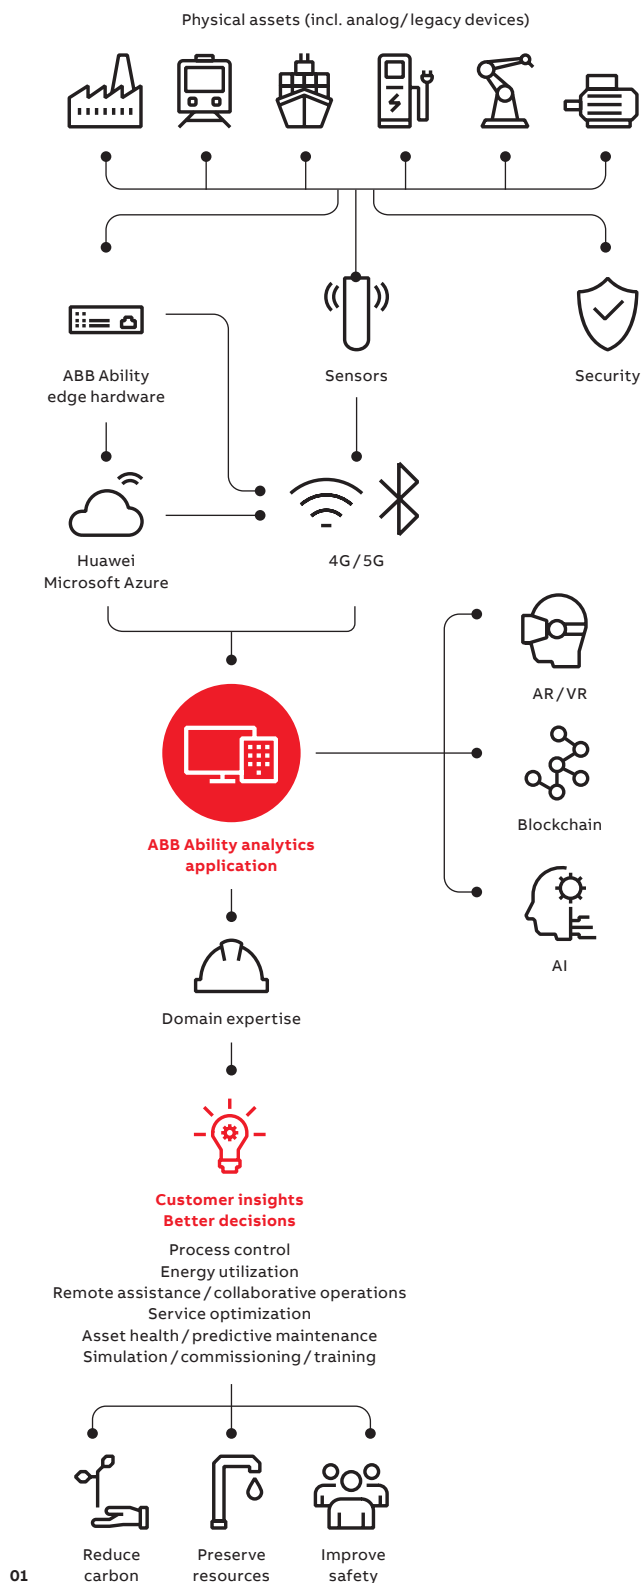 Physical assets (incl. analog/legacy devices)
ABB Ability
edge hardware
Sensors
Security
Huawei
Microsoft Azure
4G/5G
AR/VR
Blockchain
AI
ABB Ability analytics
application
Domain expertise
Customer insights
Better decisions
Process control
Energy utilization
Remote assistance/collaborative operations
Service optimization
Asset health/predictive maintenance
Simulation/commissioning/training
Reduce
carbon
Preserve
resources
Improve
safety
01